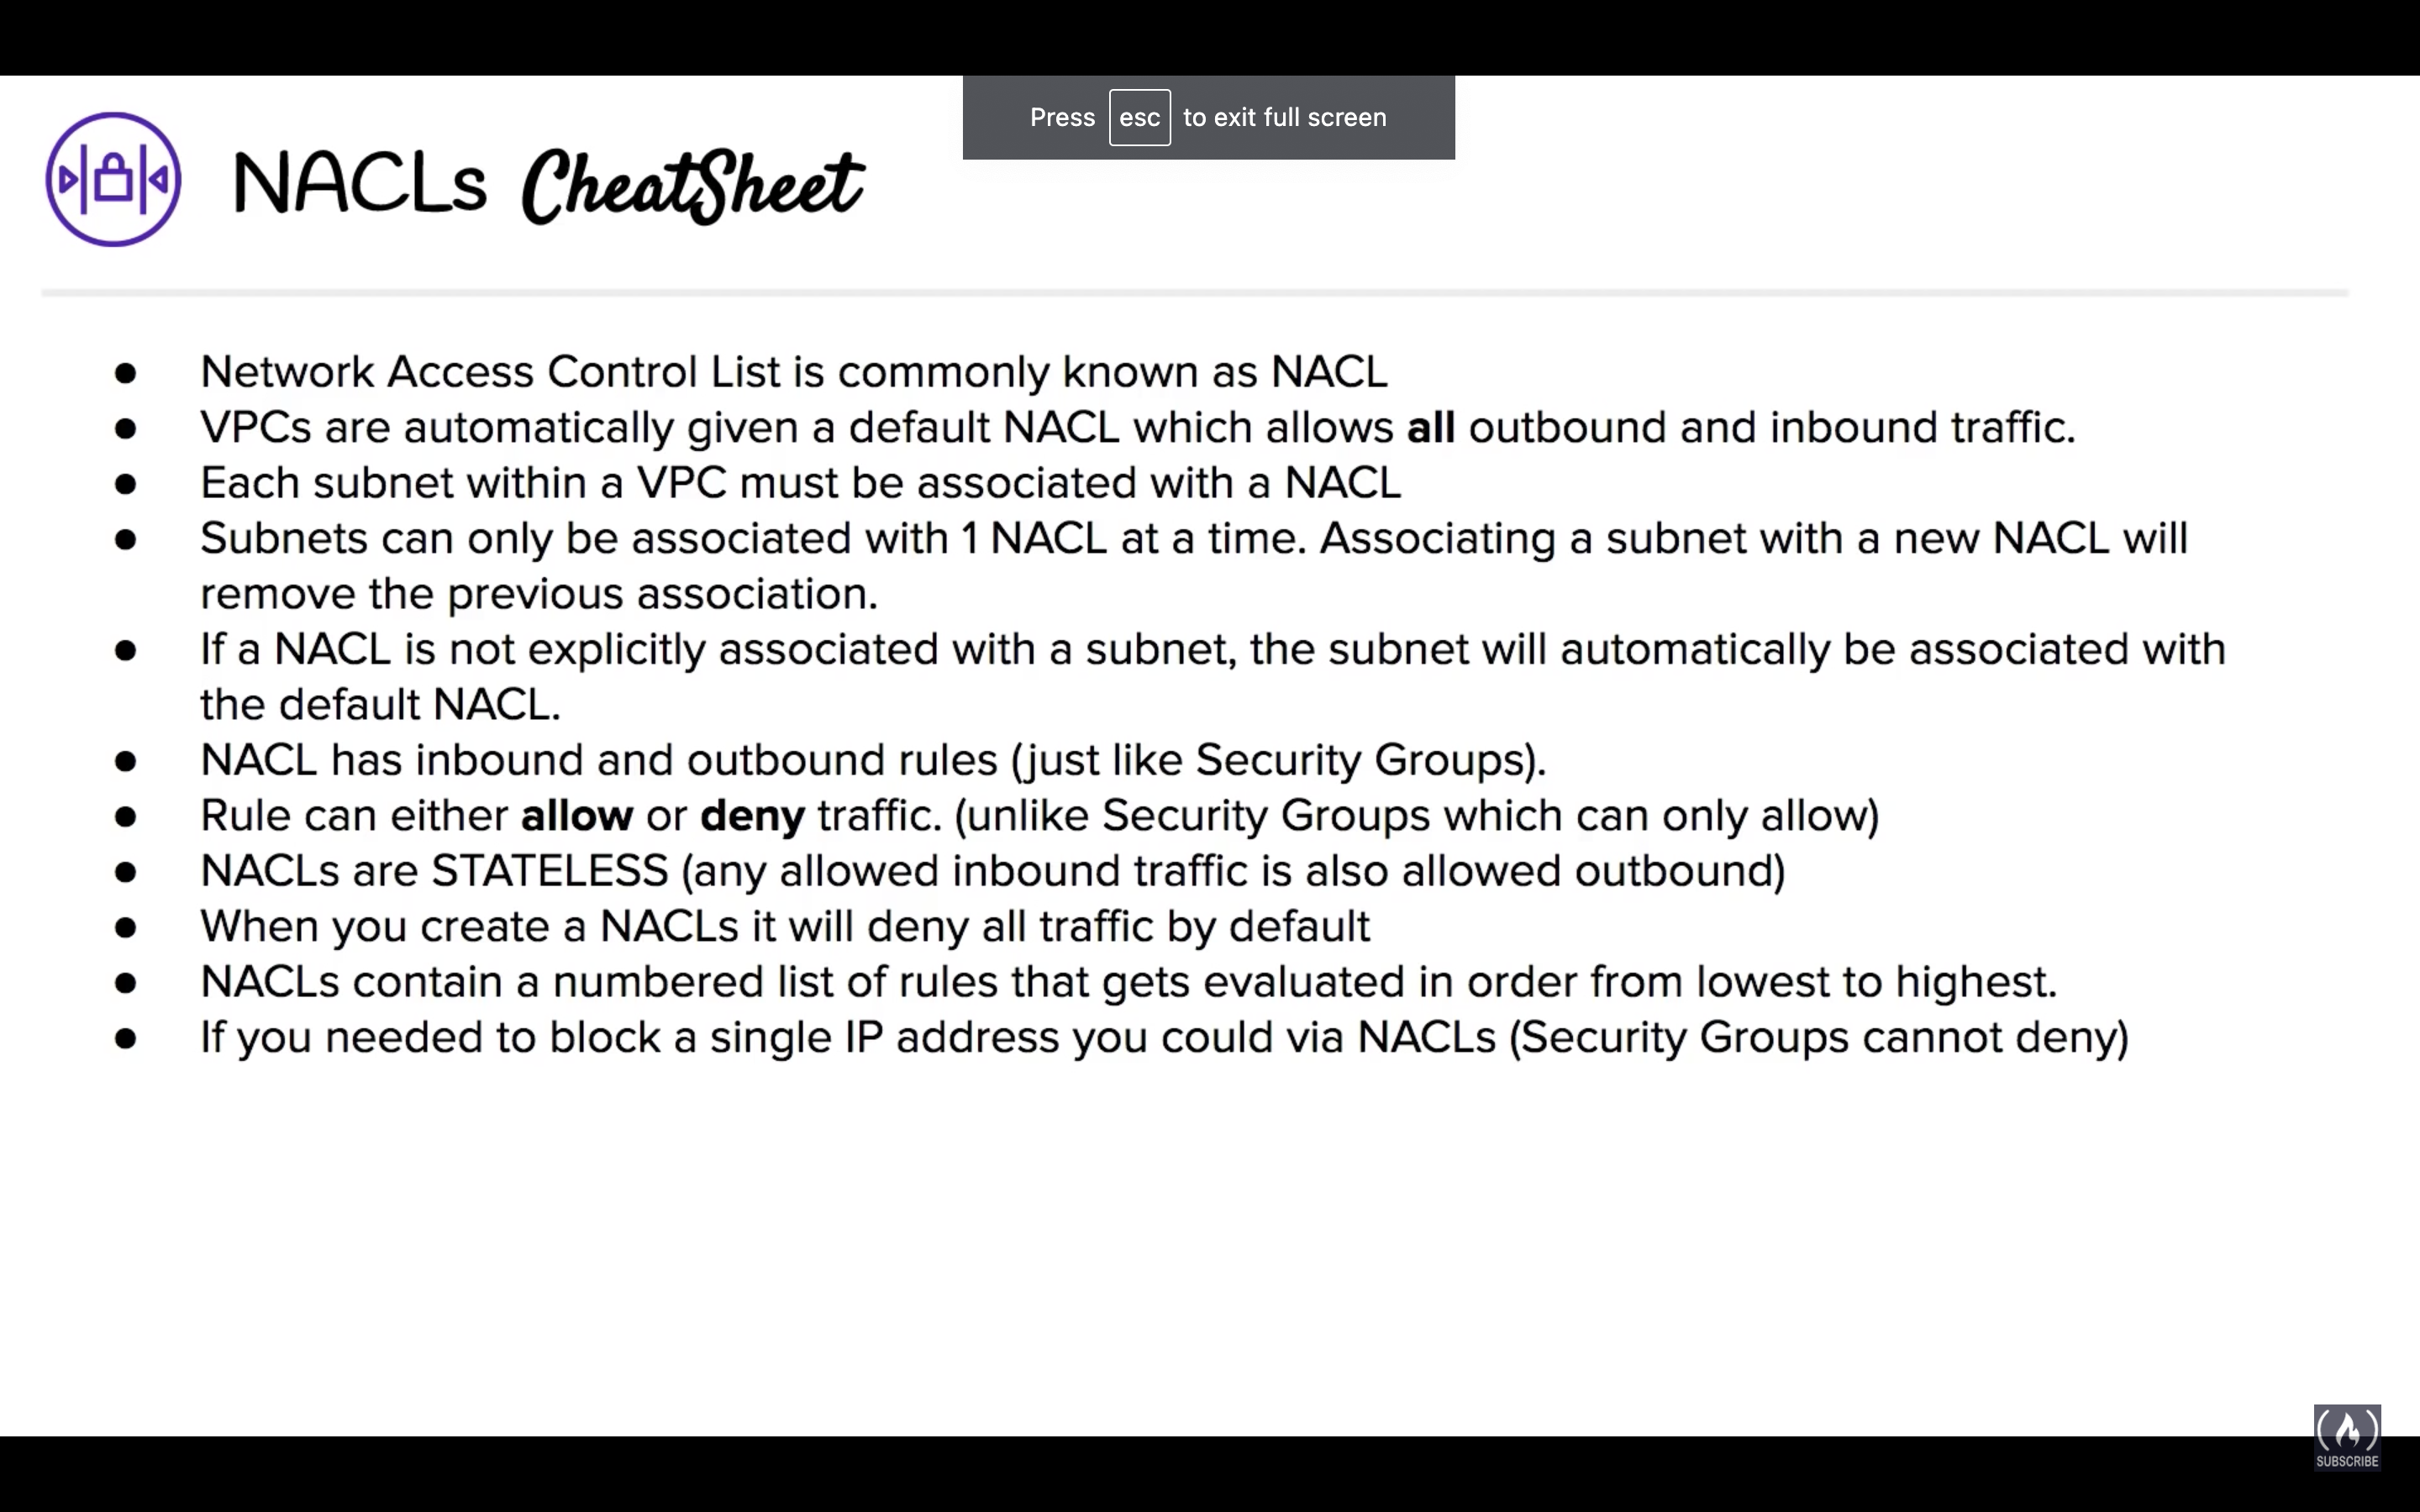 Press esc to exit full screen
NACLs CheatSheet
● Network Access Control List is commonly known as NACL
● VPCs are automatically given a default NACL which allows all outbound and inbound traffic.
● Each subnet within a VPC must be associated with a NACL
● Subnets can only be associated with 1 NACL at a time. Associating a subnet with a new NACL will
remove the previous association.
● If a NACL is not explicitly associated with a subnet, the subnet will automatically be associated with
the default NACL.
● NACL has inbound and outbound rules (just like Security Groups).
● Rule can either allow or deny traffic. (unlike Security Groups which can only allow)
● NACLs are STATELESS (any allowed inbound traffic is also allowed outbound)
● When you create a NACLs it will deny all traffic by default
● NACLs contain a numbered list of rules that gets evaluated in order from lowest to highest.
● If you needed to block a single IP address you could via NACLs (Security Groups cannot deny)
SUBSCRIBE